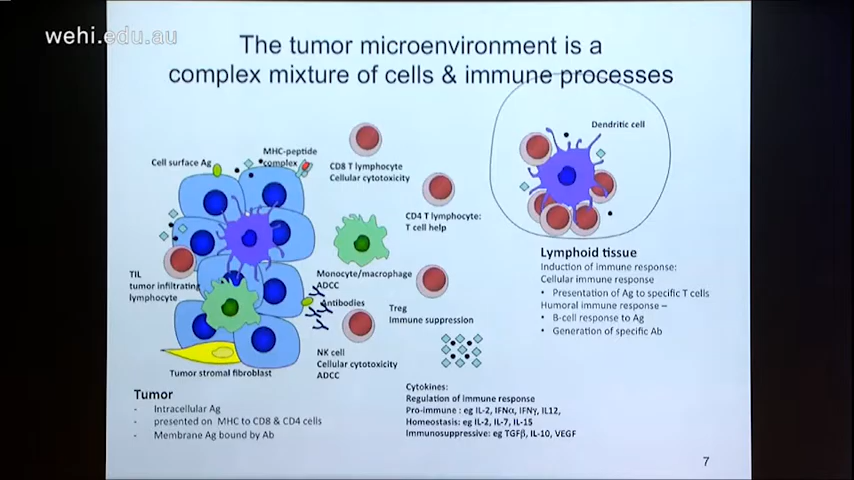 wehi.edu.au
The tumor microenvironment is a
complex mixture of cells & immune processes
Dendritic cell
MHC-peptide
complex
Cell surface Ag
CD8 T lymphocyte
Cellular cytotoxicity
CD4 T lymphocyte:
T cell help
Lymphoid tissue
Induction of immune response:
Cellular immune response
• Presentation of Ag to specific T cells
Humoral immune response –
• B-cell response to Ag
• Generation of specific Ab
TIL
tumor infiltrating
lymphocyte
Monocyte/macrophage
ADCC
Antibodies
Treg
Immune suppression
NK cell
Cellular cytotoxicity
ADCC
Tumor stromal fibroblast
Tumor
- Intracellular Ag
- presented on MHC to CD8 & CD4 cells
- Membrane Ag bound by Ab
Cytokines:
Regulation of immune response
Pro-immune : eg IL-2, IFNα, IFNγ, IL12,
Homeostasis: eg IL-2, IL-7, IL-15
Immunosuppressive: eg TGFβ, IL-10, VEGF
7